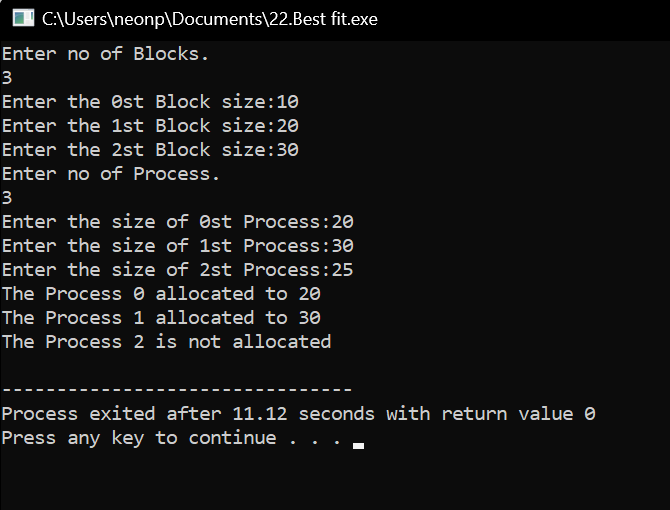 C:\Users\neonp\Documents\22.Best fit.exe
Enter no of Blocks.
3
Enter the 0st Block size:10
Enter the 1st Block size:20
Enter the 2st Block size:30
Enter no of Process.
3
Enter the size of 0st Process:20
Enter the size of 1st Process:30
Enter the size of 2st Process:25
The Process 0 allocated to 20
The Process 1 allocated to 30
The Process 2 is not allocated
--------------------------------
Process exited after 11.12 seconds with return value 0
Press any key to continue . . .